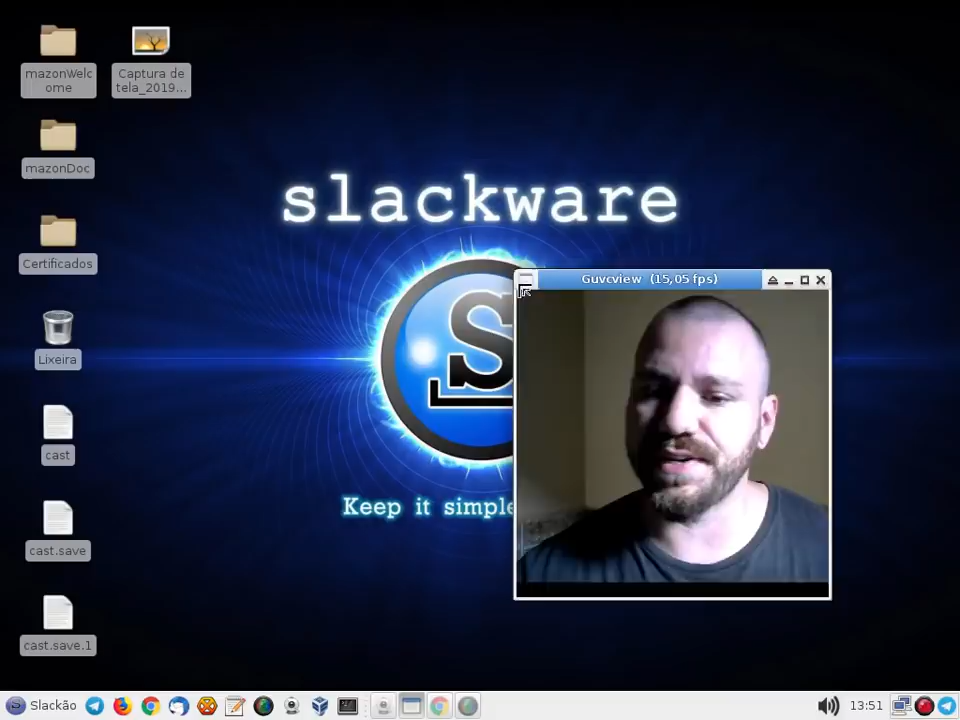 mazonWelc
ome
Captura de
tela_2019...
mazonDoc
Certificados
Lixeira
cast
cast.save
cast.save.1
slackware
S
Keep it simple
Guvcview (15,05 fps)
Slackão
13:51